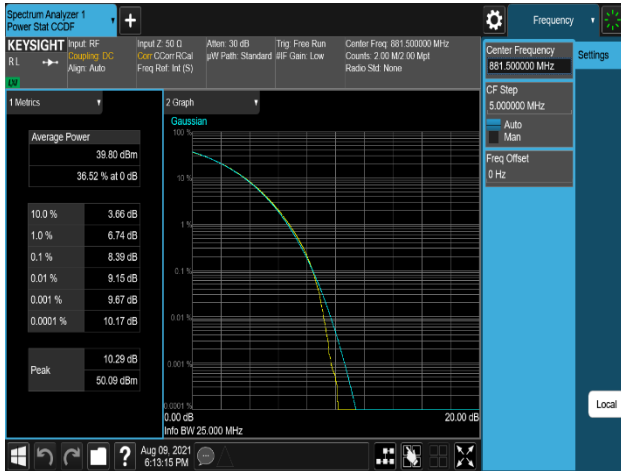 Spectrum Analyzer 1
Power Stat CCDF
Frequency
KEYSIGHT
RL
Input: RF
Coupling: DC
Align: Auto
Input Z: 50 Ω
Corr CCorr RCal
Freq Ref: Int (S)
Atten: 30 dB
µW Path: Standard
Trig: Free Run
#IF Gain: Low
Center Freq: 881.500000 MHz
Counts: 2.00 M/2.00 Mpt
Radio Std: None
Center Frequency
881.500000 MHz
Settings
CF Step
5.000000 MHz
Auto
Man
Freq Offset
0 Hz
1 Metrics
Average Power
39.80 dBm
36.52 % at 0 dB
10.0 % 3.66 dB
1.0 % 6.74 dB
0.1 % 8.39 dB
0.01 % 9.15 dB
0.001 % 9.67 dB
0.0001 % 10.17 dB
Peak
10.29 dB
50.09 dBm
2 Graph
Gaussian
100 %
10 %
1 %
0.1 %
0.01 %
0.001 %
0.0001 %
0.00 dB
20.00 dB
Info BW 25.000 MHz
Local
Aug 09, 2021
6:13:15 PM